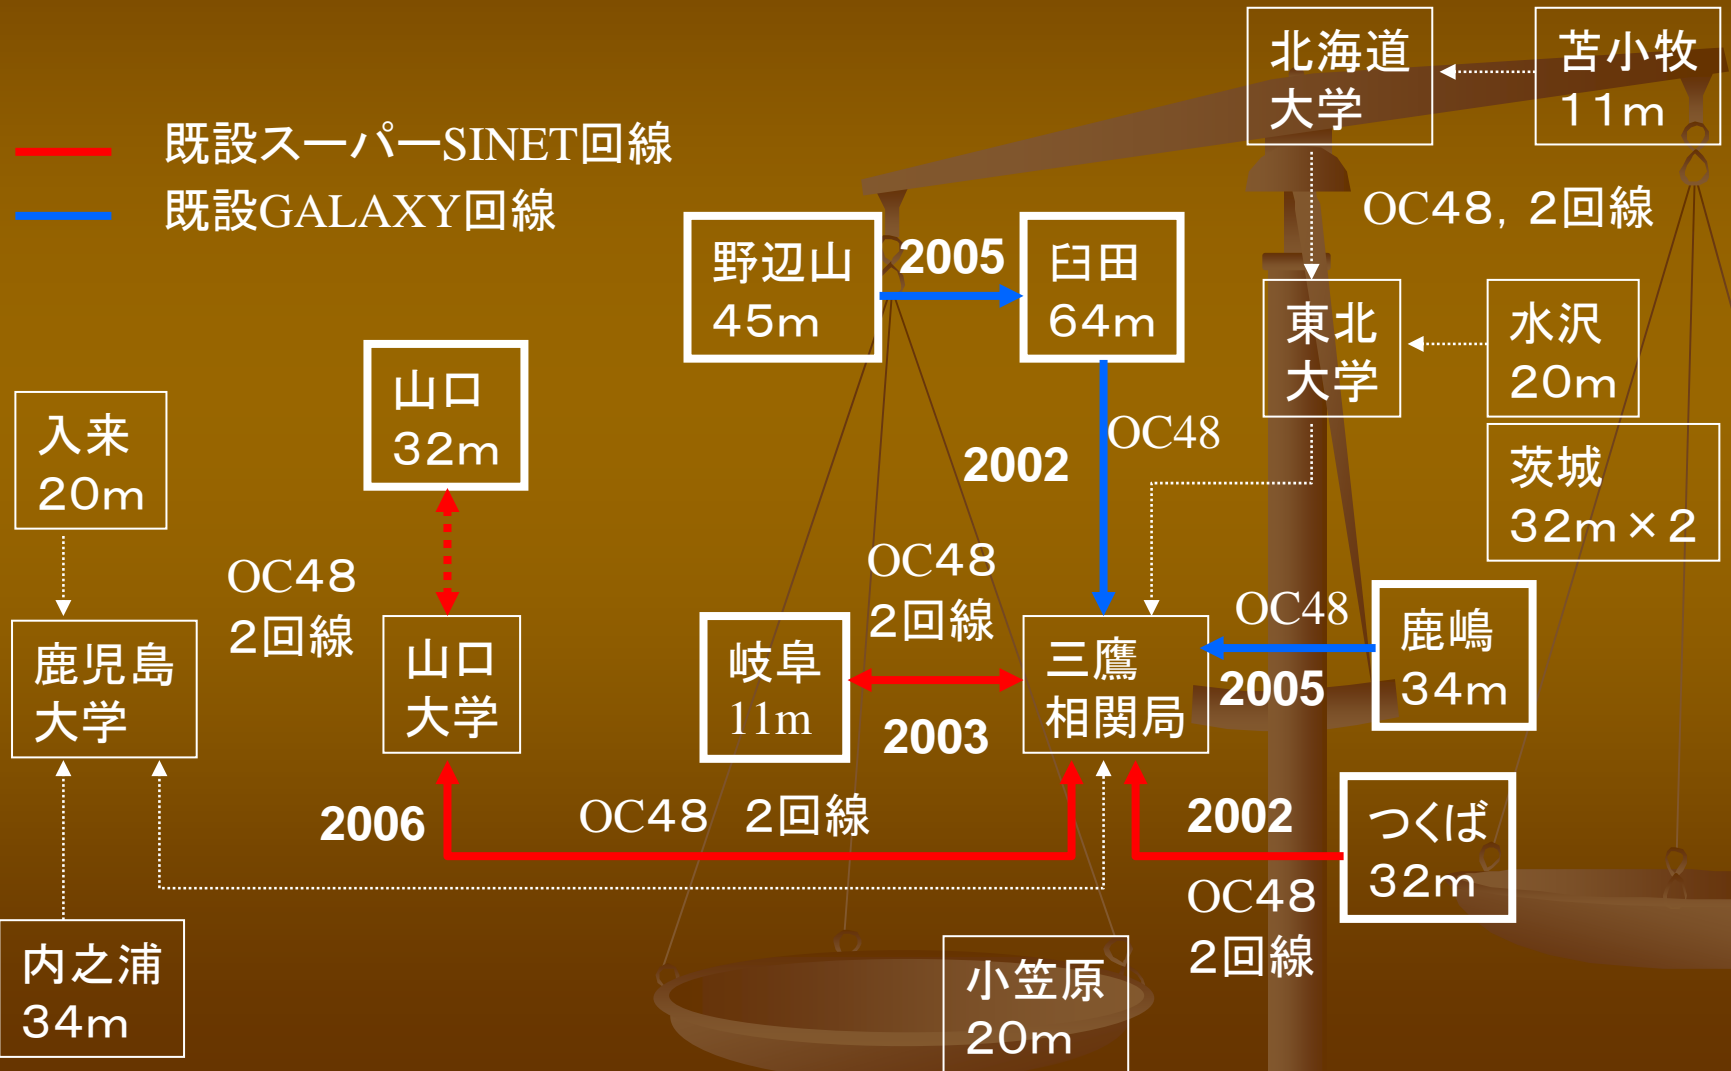 既設スーパーSINET回線
既設GALAXY回線
北海道
大学
苫小牧
11m
OC48, 2回線
野辺山
45m
2005
臼田
64m
東北
大学
水沢
20m
茨城
32m×2
入来
20m
山口
32m
2002
OC48
OC48
2回線
鹿児島
大学
山口
大学
岐阜
11m
OC48
2回線
2003
三鷹
相関局
OC48
2005
鹿嶋
34m
2006
OC48 2回線
2002
つくば
32m
OC48
2回線
内之浦
34m
小笠原
20m